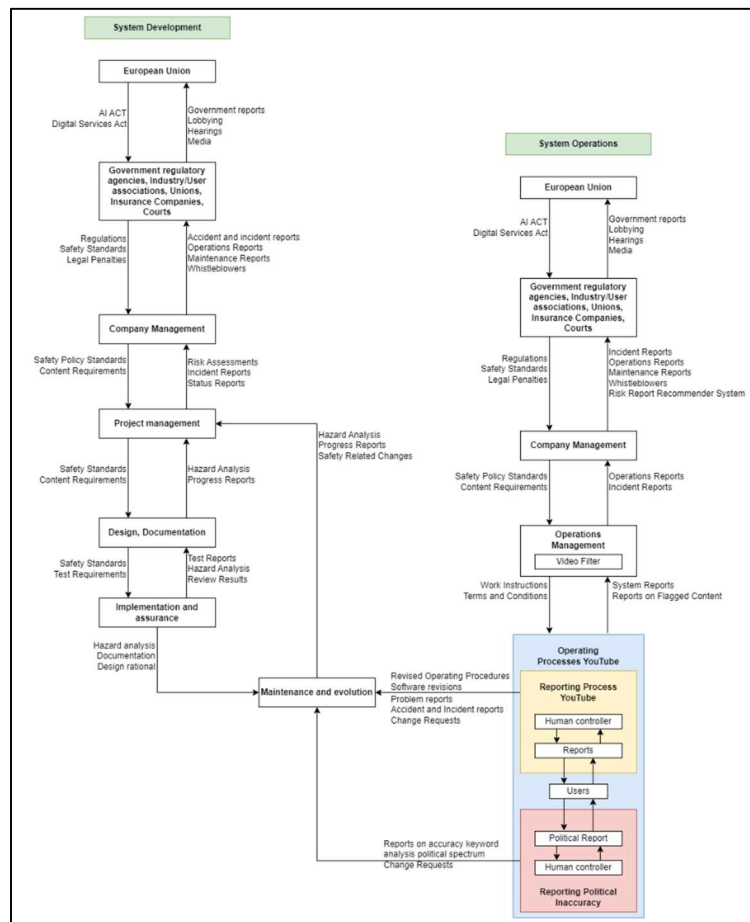 System Development
European Union
AI ACT
Digital Services Act
Government reports
Lobbying
Hearings
Media
Government regulatory
agencies, Industry/User
associations, Unions,
Insurance Companies,
Courts
Regulations
Safety Standards
Legal Penalties
Accident and incident reports
Operations Reports
Maintenance Reports
Whistleblowers
Company Management
Safety Policy Standards
Content Requirements
Risk Assessments
Incident Reports
Status Reports
Project management
Safety Standards
Content Requirements
Hazard Analysis
Progress Reports
Hazard Analysis
Progress Reports
Safety Related Changes
Design, Documentation
Safety Standards
Test Requirements
Test Reports
Hazard Analysis
Review Results
Implementation and
assurance
Hazard analysis
Documentation
Design rational
Maintenance and evolution
System Operations
European Union
AI ACT
Digital Services Act
Government reports
Lobbying
Hearings
Media
Government regulatory
agencies, Industry/User
associations, Unions,
Insurance Companies,
Courts
Regulations
Safety Standards
Legal Penalties
Incident Reports
Operations Reports
Maintenance Reports
Whistleblowers
Risk Report Recommender System
Company Management
Safety Policy Standards
Content Requirements
Operations Reports
Incident Reports
Operations
Management
Video Filter
Work Instructions
Terms and Conditions
System Reports
Reports on Flagged Content
Operating
Processes YouTube
Revised Operating Procedures
Software revisions
Problem reports
Accident and Incident reports
Change Requests
Reporting Process
YouTube
Human controller
Reports
Users
Reports on accuracy keyword
analysis political spectrum
Change Requests
Political Report
Human controller
Reporting Political
Inaccuracy